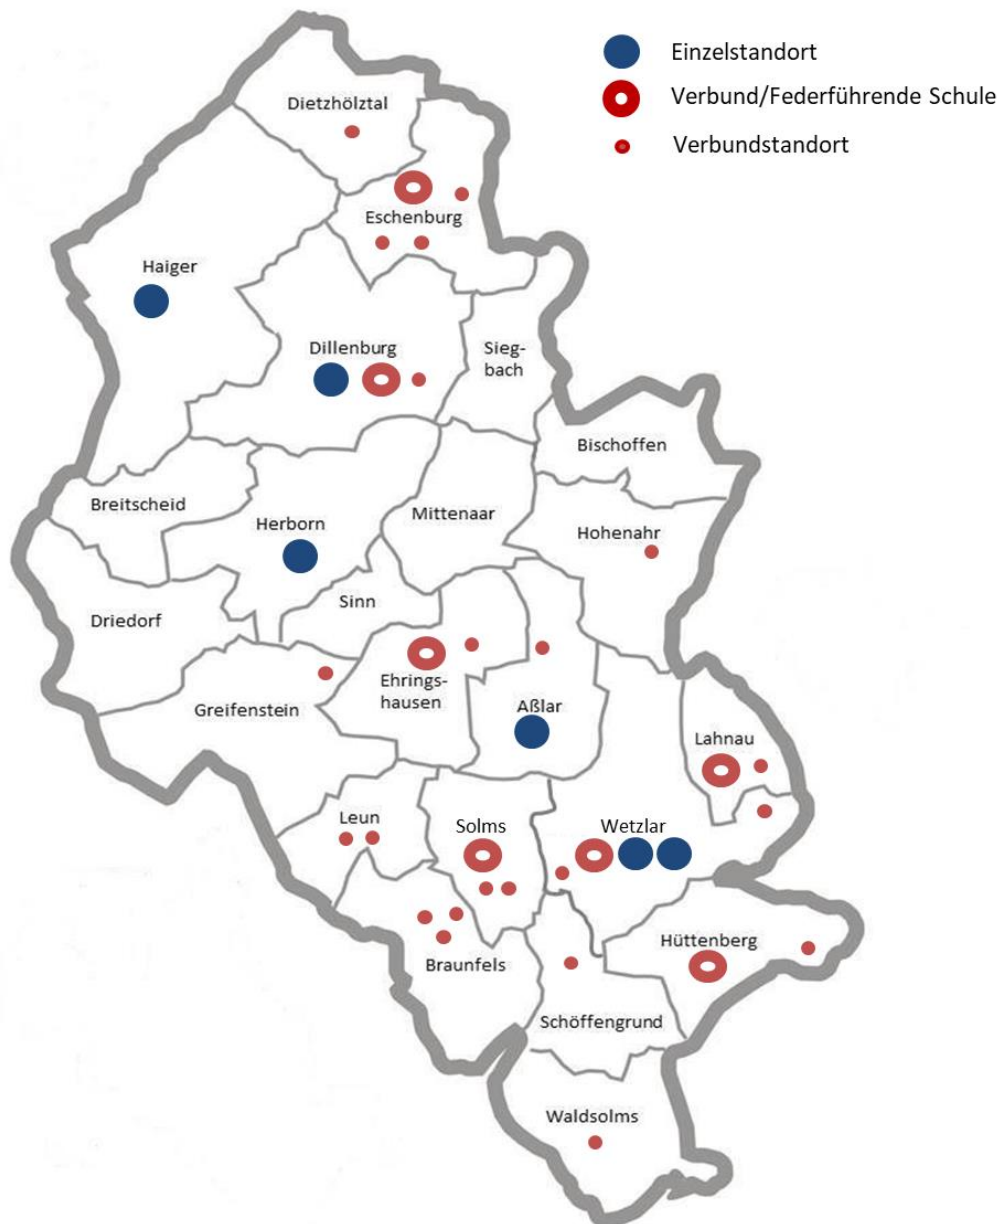 Einzelstandort
Verbund/Federführende Schule
Verbundstandort
Dietzhölztal
Eschenburg
Haiger
Dillenburg
Sieg-
bach
Bischoffen
Breitscheid
Herborn
Mittenaar
Hohenahr
Sinn
Driedorf
Ehrings-
hausen
Greifenstein
Aßlar
Lahnau
Leun
Solms
Wetzlar
Hüttenberg
Braunfels
Schöffengrund
Waldsolms